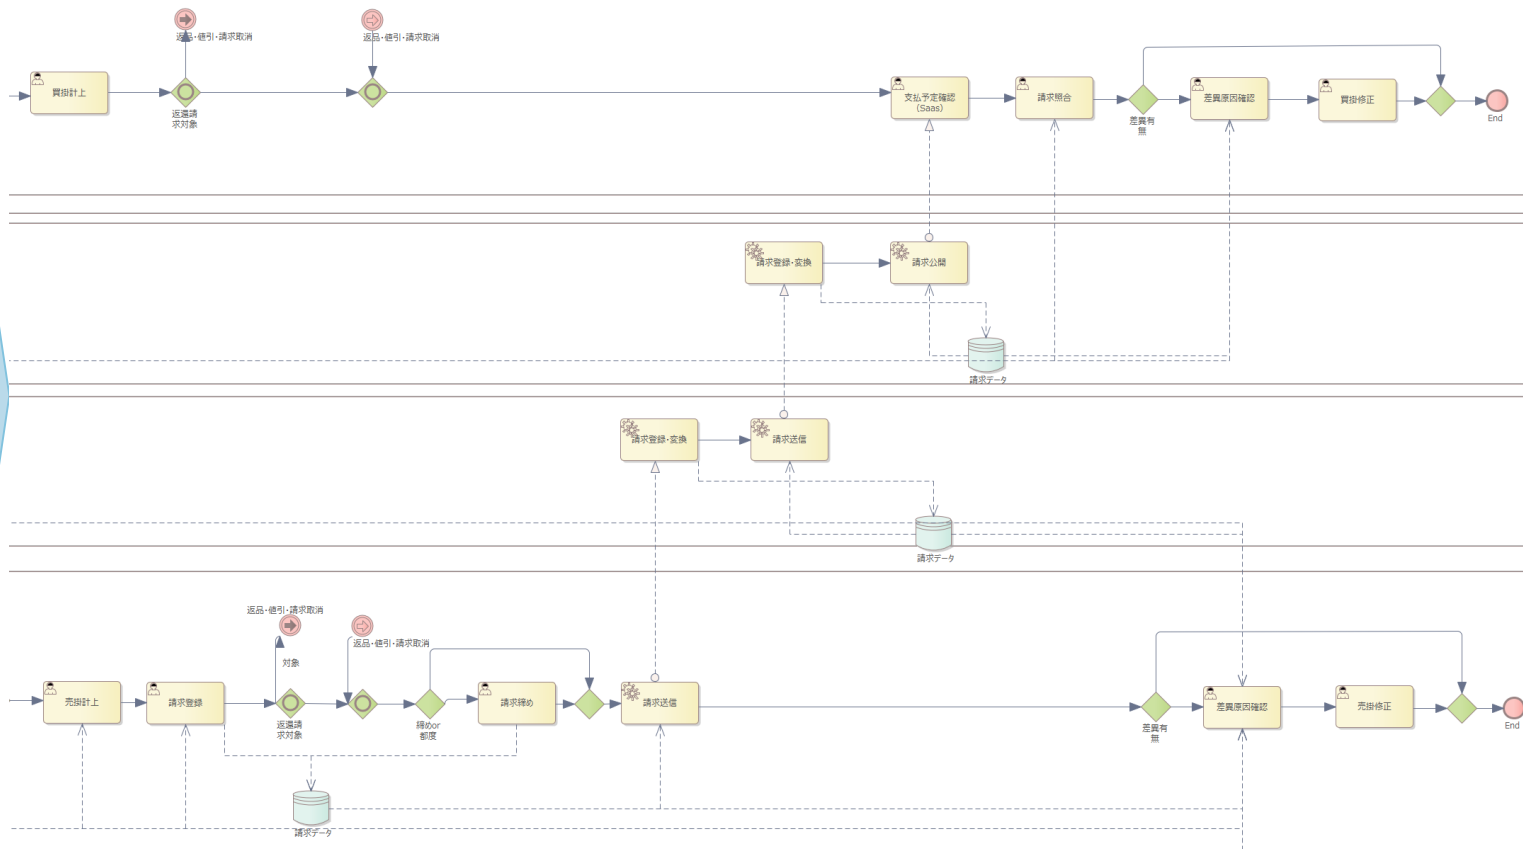 返品・値引・請求取消
返品・値引・請求取消
買掛計上
返還請
求対象
支払予定確認
(Saas)
請求照合
差異有
無
差異原因確認
買掛修正
End
請求登録・変換
請求公開
請求データ
請求登録・変換
請求送信
請求データ
返品・値引・請求取消
返品・値引・請求取消
対象
売掛計上
請求登録
返還請
求対象
締めor
都度
請求締め
請求送信
差異有
無
差異原因確認
売掛修正
End
請求データ